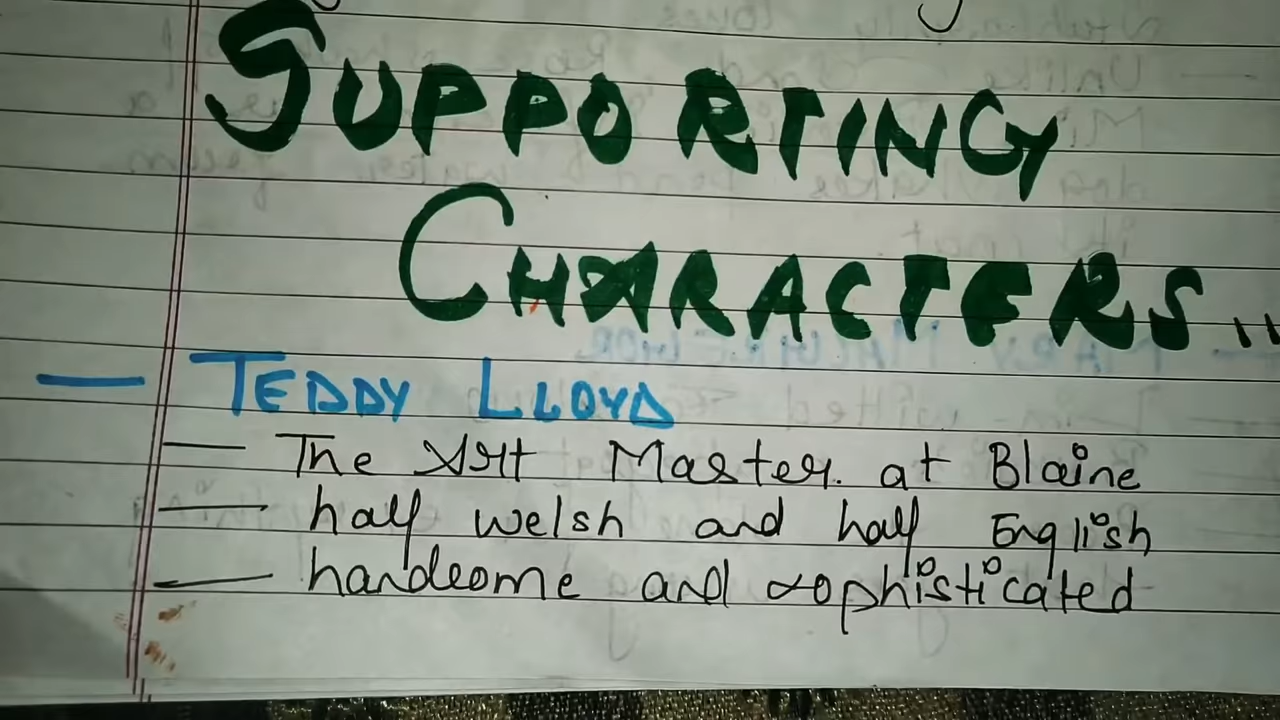 SUPPORTING
CHARACTERS..
— TEDDY LLOYD
— The Art Master. at Blaine
— half welsh and half English
— handsome and sophisticated